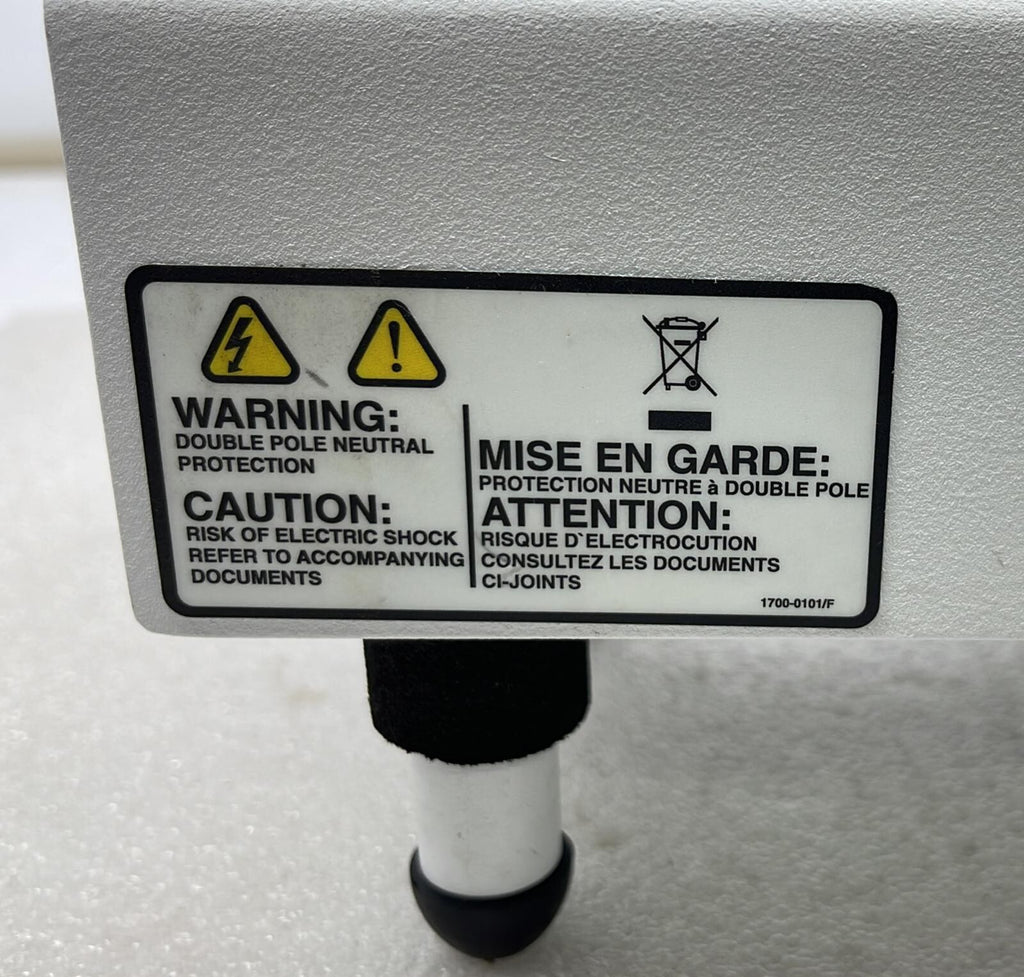 WARNING:
DOUBLE POLE NEUTRAL
PROTECTION
CAUTION:
RISK OF ELECTRIC SHOCK
REFER TO ACCOMPANYING
DOCUMENTS
MISE EN GARDE:
PROTECTION NEUTRE à DOUBLE POLE
ATTENTION:
RISQUE D`ELECTROCUTION
CONSULTEZ LES DOCUMENTS
CI-JOINTS
1700-0101/F